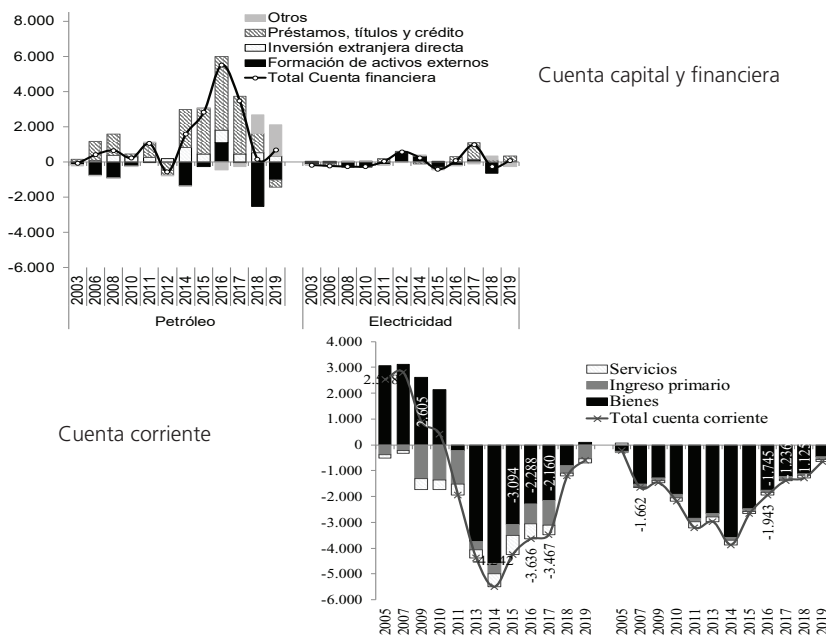 8.000
6.000
4.000
2.000
0
-2.000
-4.000
-6.000
Otros
Préstamos, títulos y crédito
Inversión extranjera directa
Formación de activos externos
Total Cuenta financiera
Cuenta capital y financiera
2003 2006 2008 2010 2011 2012 2014 2015 2016 2017 2018 2019 2003 2006 2008 2010 2011 2012 2014 2015 2016 2017 2018 2019
Petróleo Electricidad
Cuenta corriente
4.000
3.000
2.000
1.000
0
-1.000
-2.000
-3.000
-4.000
-5.000
-6.000
Servicios
Ingreso primario
Bienes
Total cuenta corriente
2.605
-3.094
-2.288
-2.160
-3.636
-3.467
-1.662
-1.745
-1.236
-1.125
-1.943
2005 2007 2009 2010 2011 2013 2014 2015 2016 2017 2018 2019 2005 2007 2009 2010 2011 2013 2014 2015 2016 2017 2018 2019